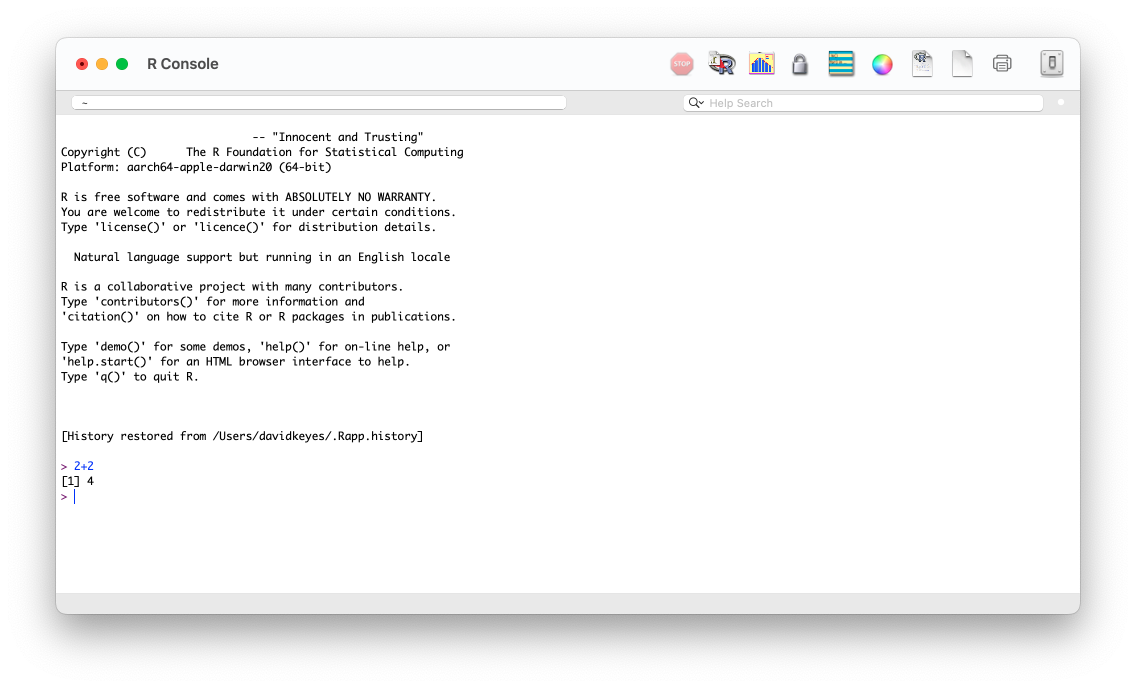 R Console
STOP
~
Help Search
-- "Innocent and Trusting"
Copyright (C)      The R Foundation for Statistical Computing
Platform: aarch64-apple-darwin20 (64-bit)
R is free software and comes with ABSOLUTELY NO WARRANTY.
You are welcome to redistribute it under certain conditions.
Type 'license()' or 'licence()' for distribution details.
Natural language support but running in an English locale
R is a collaborative project with many contributors.
Type 'contributors()' for more information and
'citation()' on how to cite R or R packages in publications.
Type 'demo()' for some demos, 'help()' for on-line help, or
'help.start()' for an HTML browser interface to help.
Type 'q()' to quit R.
[History restored from /Users/davidkeyes/.Rapp.history]
> 2+2
[1] 4
>